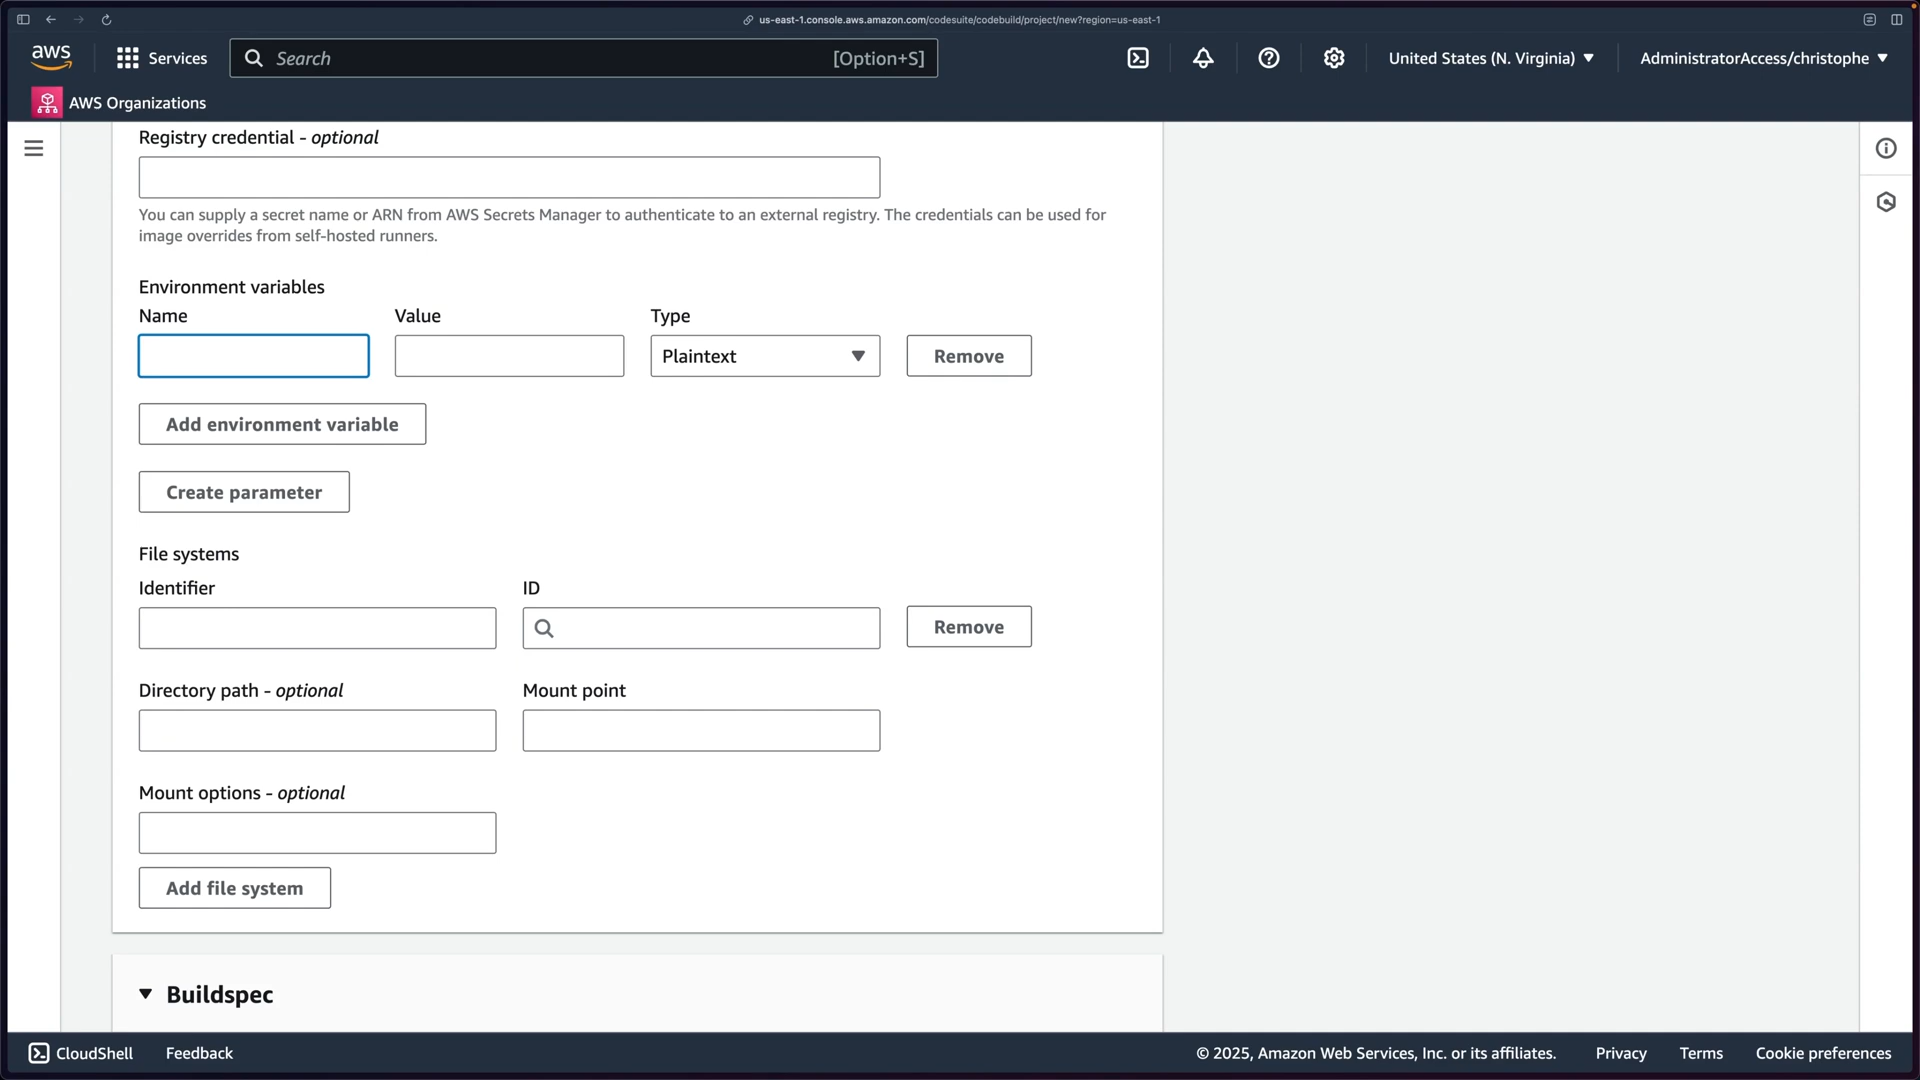 us-east-1.console.aws.amazon.com/codesuite/codebuild/project/new?region=us-east-1
aws
Services
Search
[Option+S]
United States (N. Virginia)
AdministratorAccess/christophe
AWS Organizations
Registry credential - optional
You can supply a secret name or ARN from AWS Secrets Manager to authenticate to an external registry. The credentials can be used for
image overrides from self-hosted runners.
Environment variables
Name
Value
Type
Plaintext
Remove
Add environment variable
Create parameter
File systems
Identifier
ID
Remove
Directory path - optional
Mount point
Mount options - optional
Add file system
Buildspec
CloudShell
Feedback
© 2025, Amazon Web Services, Inc. or its affiliates.
Privacy
Terms
Cookie preferences